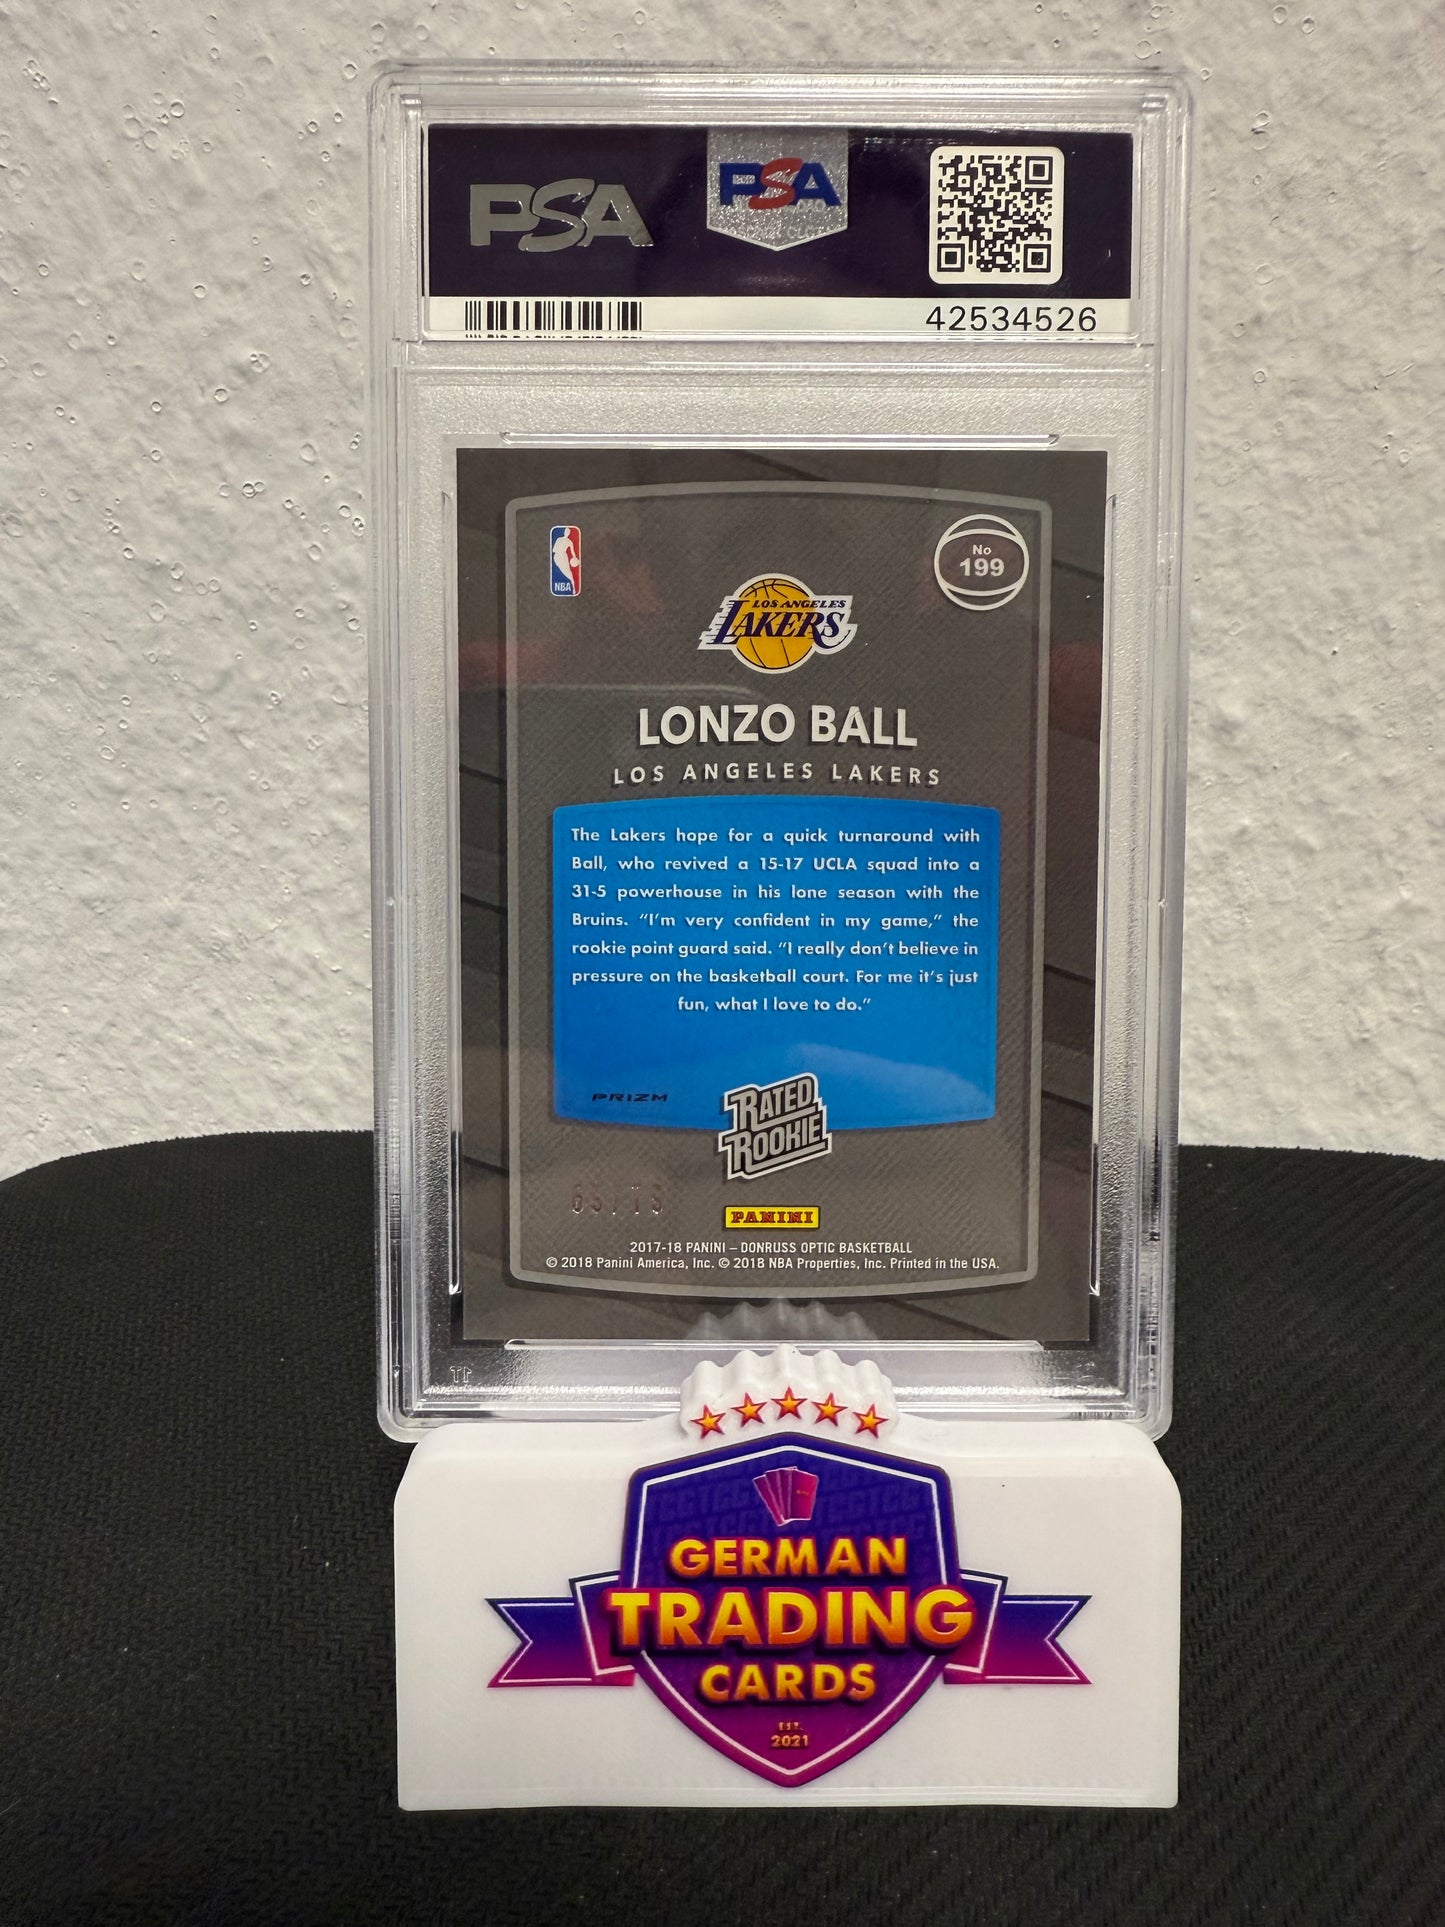 PSA
PSA
42534526
NBA
No
199
LOS ANGELES
LAKERS
LONZO BALL
LOS ANGELES LAKERS
The Lakers hope for a quick turnaround with
Ball, who revived a 15-17 UCLA squad into a
31-5 powerhouse in his lone season with the
Bruins. “I’m very confident in my game,” the
rookie point guard said. “I really don’t believe in
pressure on the basketball court. For me it’s just
fun, what I love to do.”
PRIZM
RATED
ROOKIE
PANINI
2017-18 PANINI – DONRUSS OPTIC BASKETBALL
© 2018 Panini America, Inc. © 2018 NBA Properties, Inc. Printed in the USA.
GERMAN
TRADING
CARDS
EST.
2021